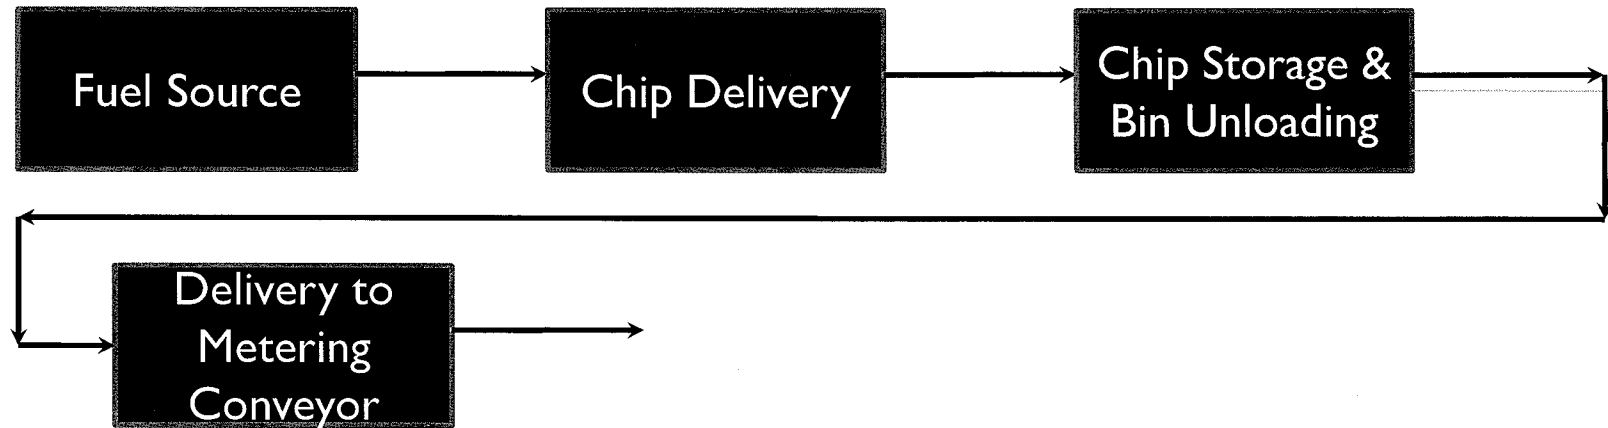 Fuel Source
Chip Delivery
Chip Storage &
Bin Unloading
Delivery to
Metering
Conveyor